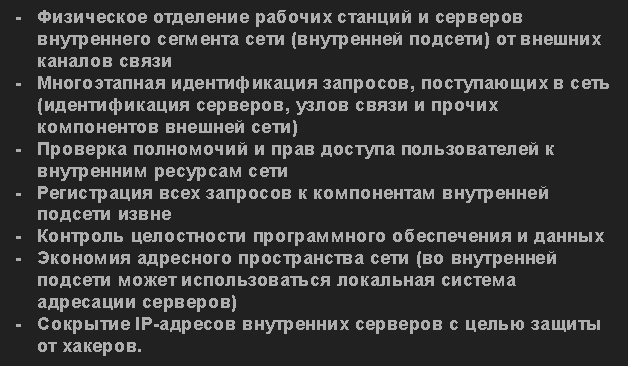 - Физическое отделение рабочих станций и серверов
внутреннего сегмента сети (внутренней подсети) от внешних
каналов связи
- Многоэтапная идентификация запросов, поступающих в сеть
(идентификация серверов, узлов связи и прочих
компонентов внешней сети)
- Проверка полномочий и прав доступа пользователей к
внутренним ресурсам сети
- Регистрация всех запросов к компонентам внутренней
подсети извне
- Контроль целостности программного обеспечения и данных
- Экономия адресного пространства сети (во внутренней
подсети может использоваться локальная система
адресации серверов)
- Сокрытие IP-адресов внутренних серверов с целью защиты
от хакеров.